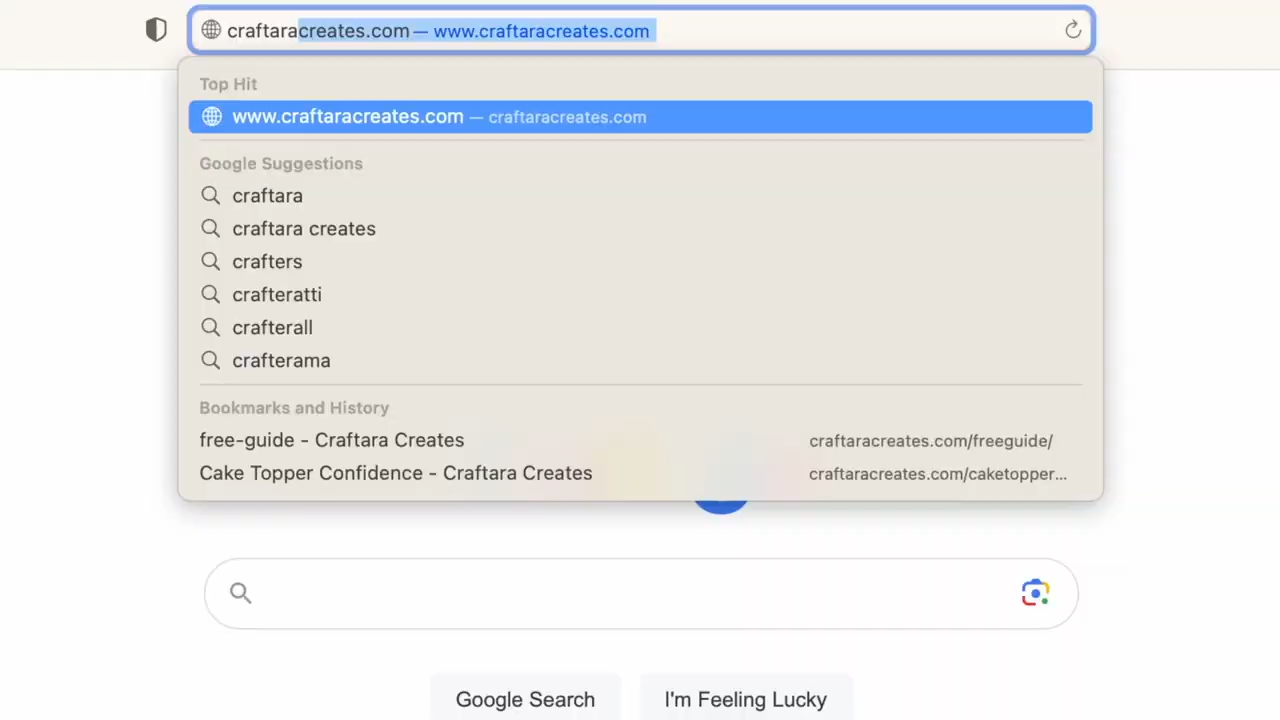 craftaracreates.com — www.craftaracreates.com
Top Hit
www.craftaracreates.com — craftaracreates.com
Google Suggestions
craftara
craftara creates
crafters
crafteratti
crafterall
crafterama
Bookmarks and History
free-guide - Craftara Creates craftaracreates.com/freeguide/
Cake Topper Confidence - Craftara Creates craftaracreates.com/caketopper...
Google Search I'm Feeling Lucky